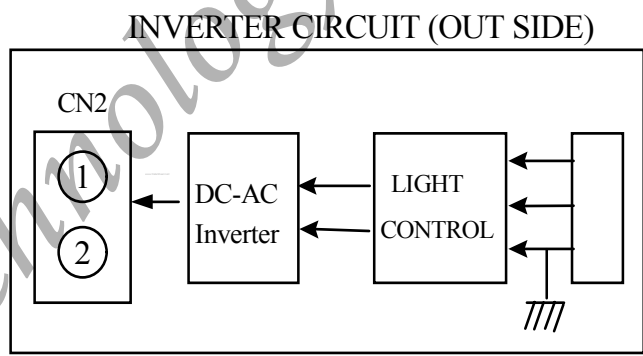 INVERTER CIRCUIT (OUT SIDE)
CN2
1
2
DC-AC
Inverter
LIGHT
CONTROL